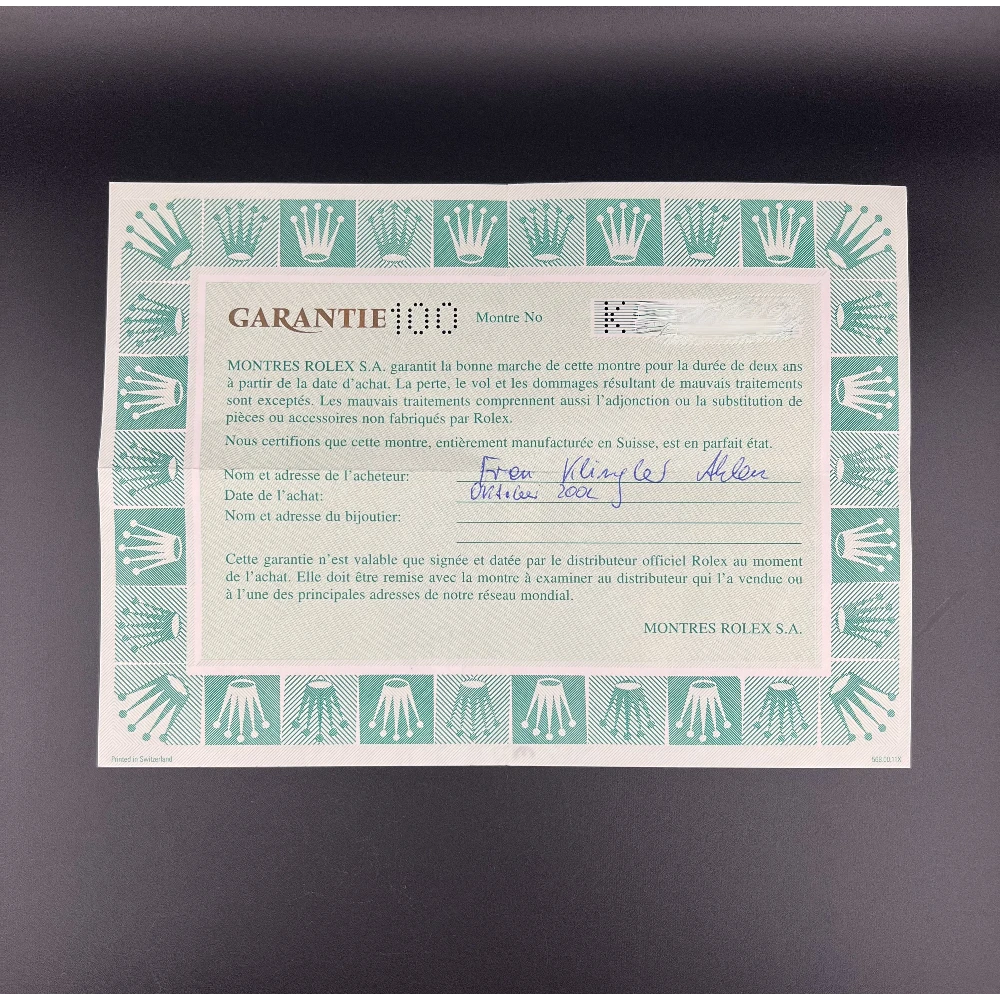 GARANTIE 100 Montre No K
MONTRES ROLEX S.A. garantit la bonne marche de cette montre pour la durée de deux ans
à partir de la date d'achat. La perte, le vol et les dommages résultant de mauvais traitements
sont exceptés. Les mauvais traitements comprennent aussi l'adjonction ou la substitution de
pièces ou accessoires non fabriqués par Rolex.
Nous certifions que cette montre, entièrement manufacturée en Suisse, est en parfait état.
Nom et adresse de l'acheteur: Frau Ahlen
Date de l'achat: Oktober
Nom et adresse du bijoutier:
Cette garantie n'est valable que signée et datée par le distributeur officiel Rolex au moment
de l'achat. Elle doit être remise avec la montre à examiner au distributeur qui l'a vendue ou
à l'une des principales adresses de notre réseau mondial.
MONTRES ROLEX S.A.
Printed in Switzerland